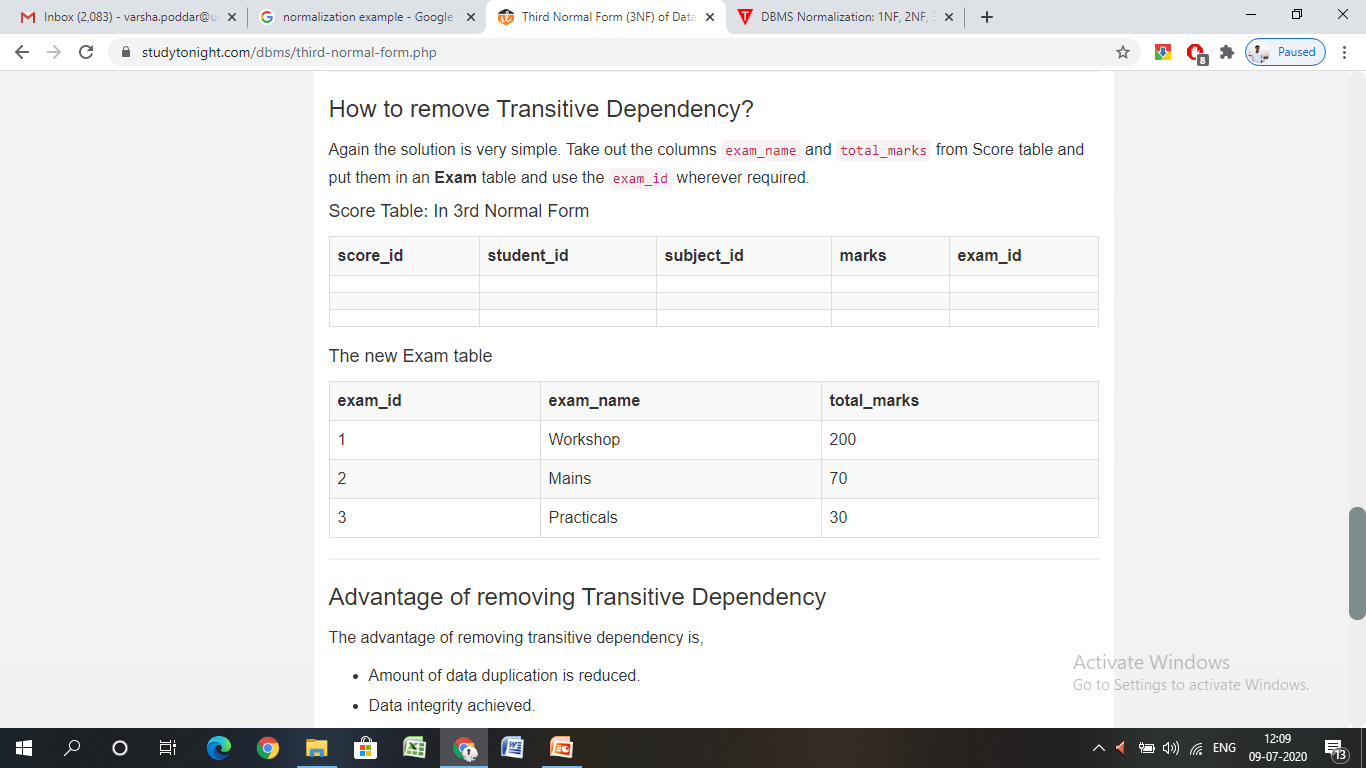 Inbox (2,083) - varsha.poddar@u
normalization example - Google
Third Normal Form (3NF) of Data
DBMS Normalization: 1NF, 2NF,
studytonight.com/dbms/third-normal-form.php
8
Paused
How to remove Transitive Dependency?
Again the solution is very simple. Take out the columns exam_name and total_marks from Score table and
put them in an Exam table and use the exam_id wherever required.
Score Table: In 3rd Normal Form
score_id student_id subject_id marks exam_id
The new Exam table
exam_id exam_name total_marks
1 Workshop 200
2 Mains 70
3 Practicals 30
Advantage of removing Transitive Dependency
The advantage of removing transitive dependency is,
• Amount of data duplication is reduced.
• Data integrity achieved.
Activate Windows
Go to Settings to activate Windows.
ENG
12:09
09-07-2020
13